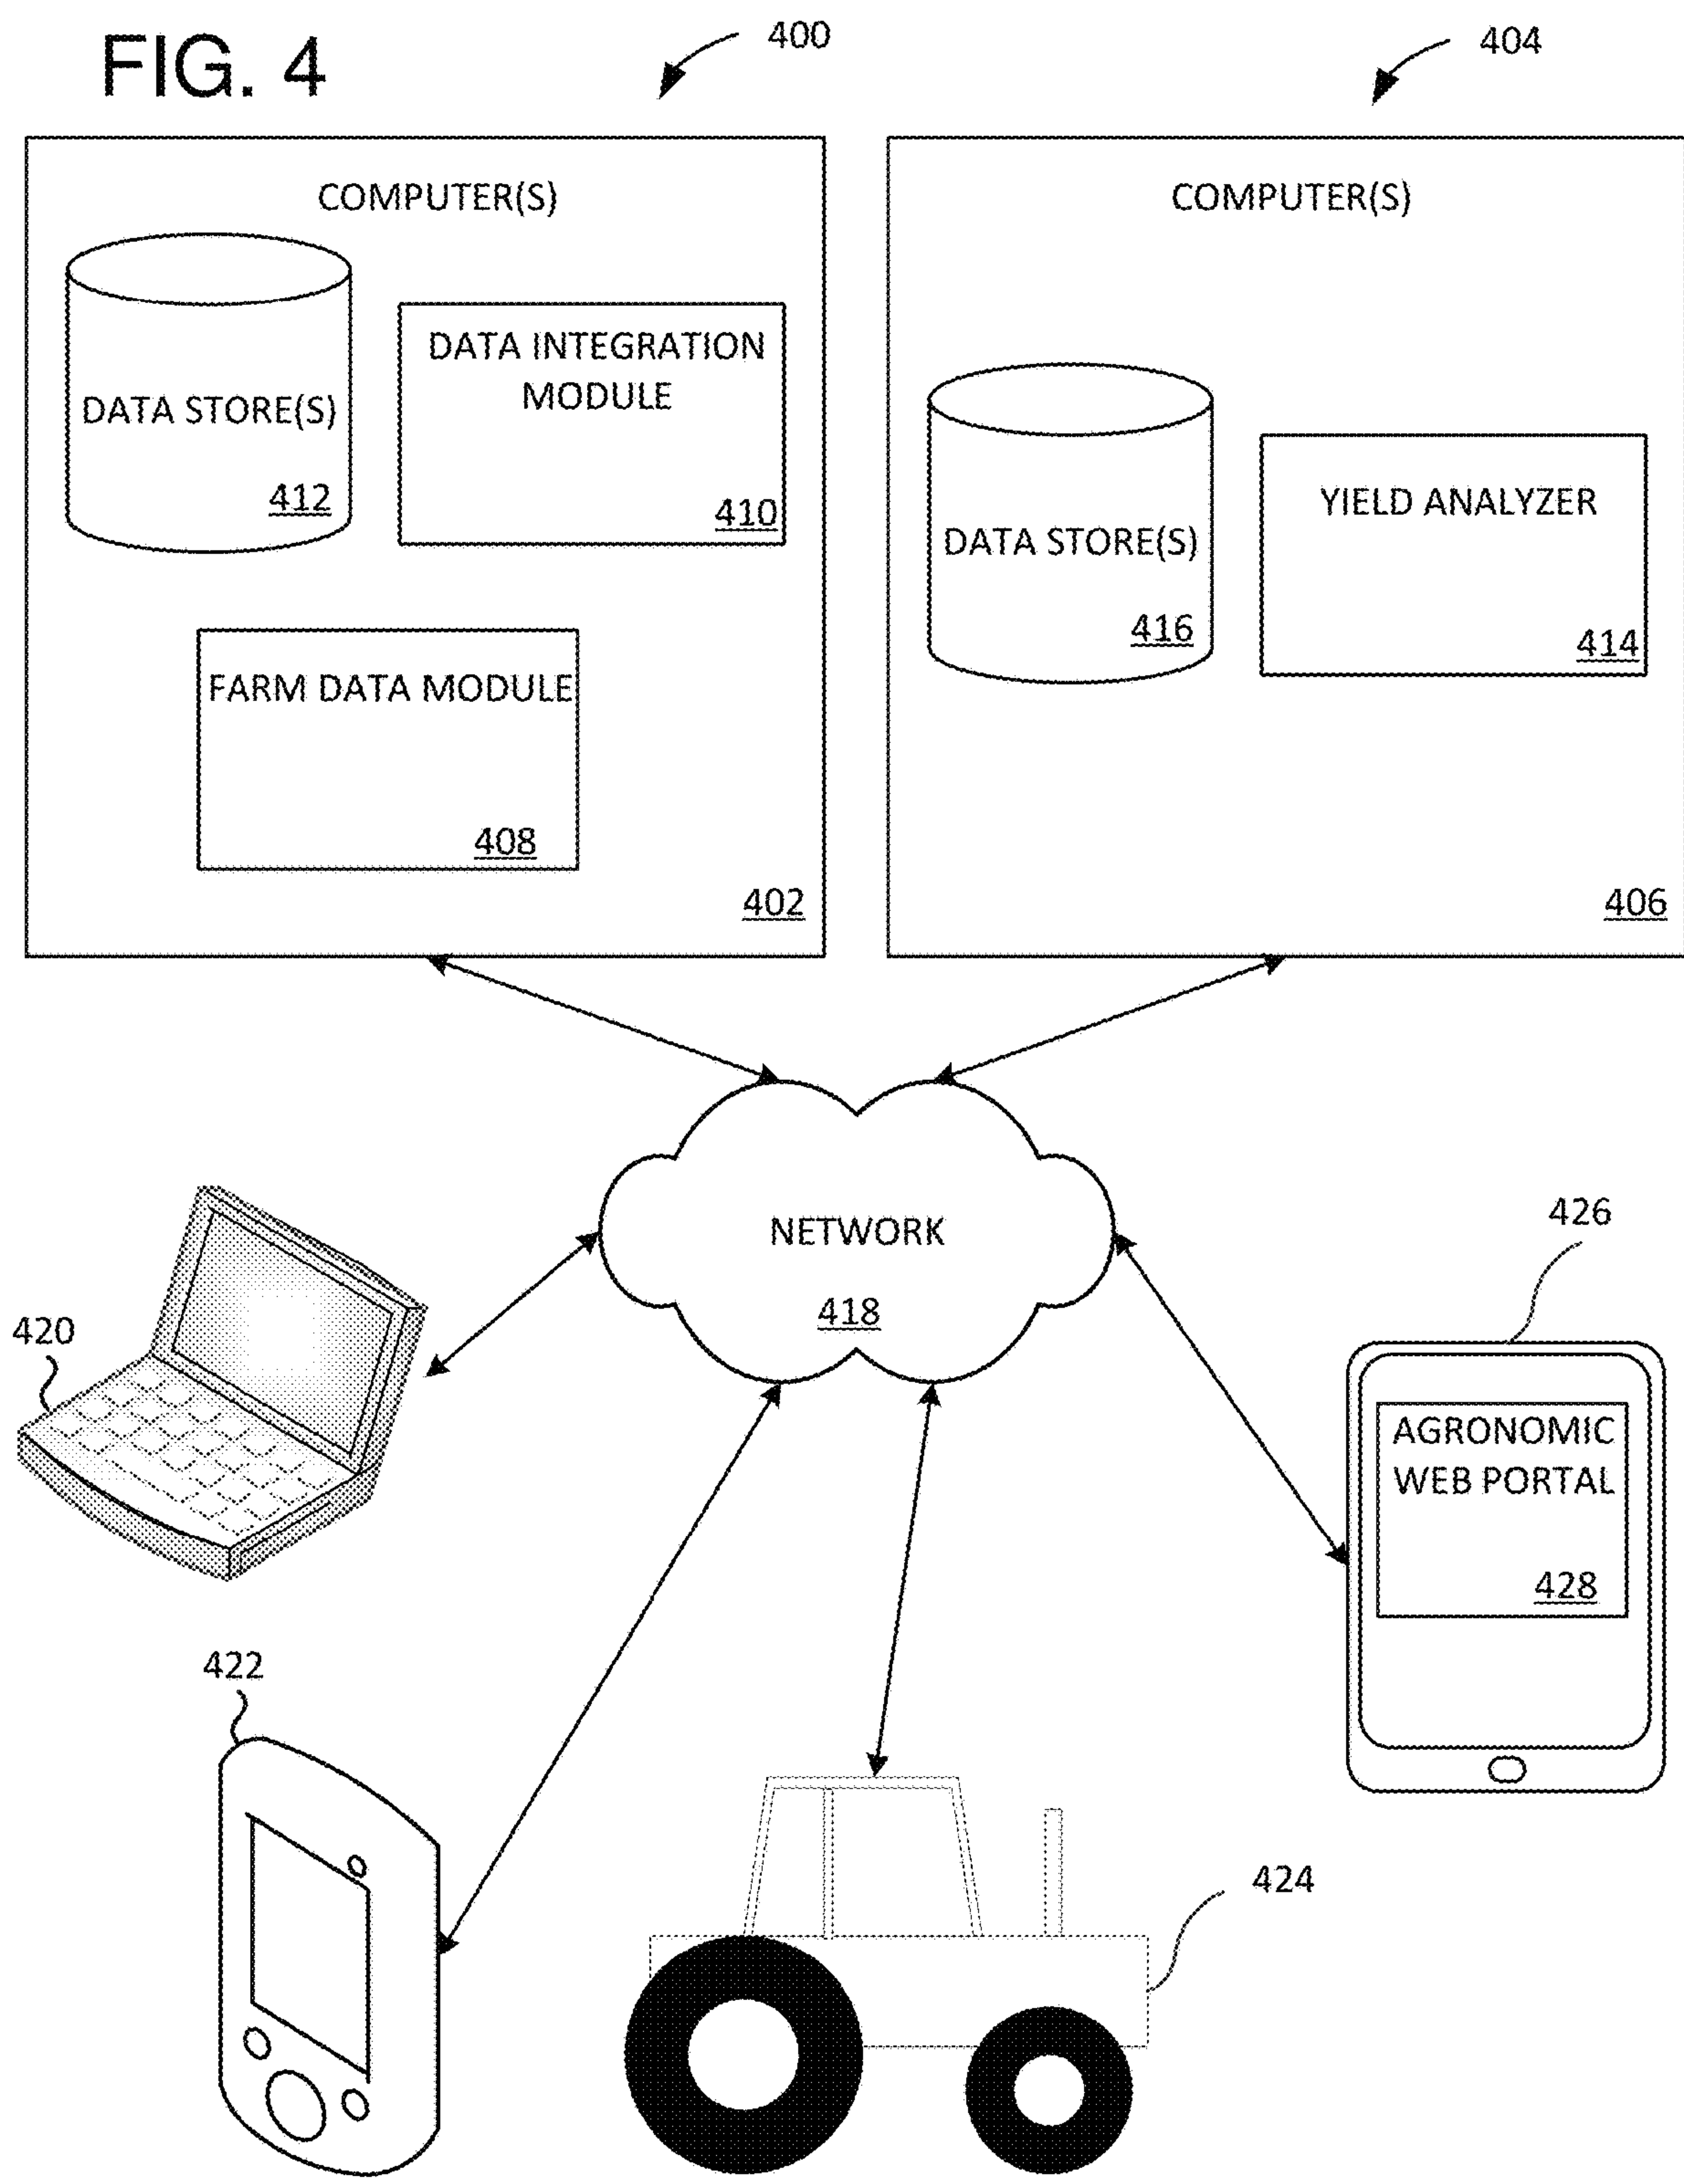 FIG. 4
400
404
COMPUTER(S)
DATA STORE(S)
412
DATA INTEGRATION
MODULE
410
FARM DATA MODULE
408
402
COMPUTER(S)
DATA STORE(S)
416
YIELD ANALYZER
414
406
NETWORK
418
420
422
424
426
AGRONOMIC
WEB PORTAL
428